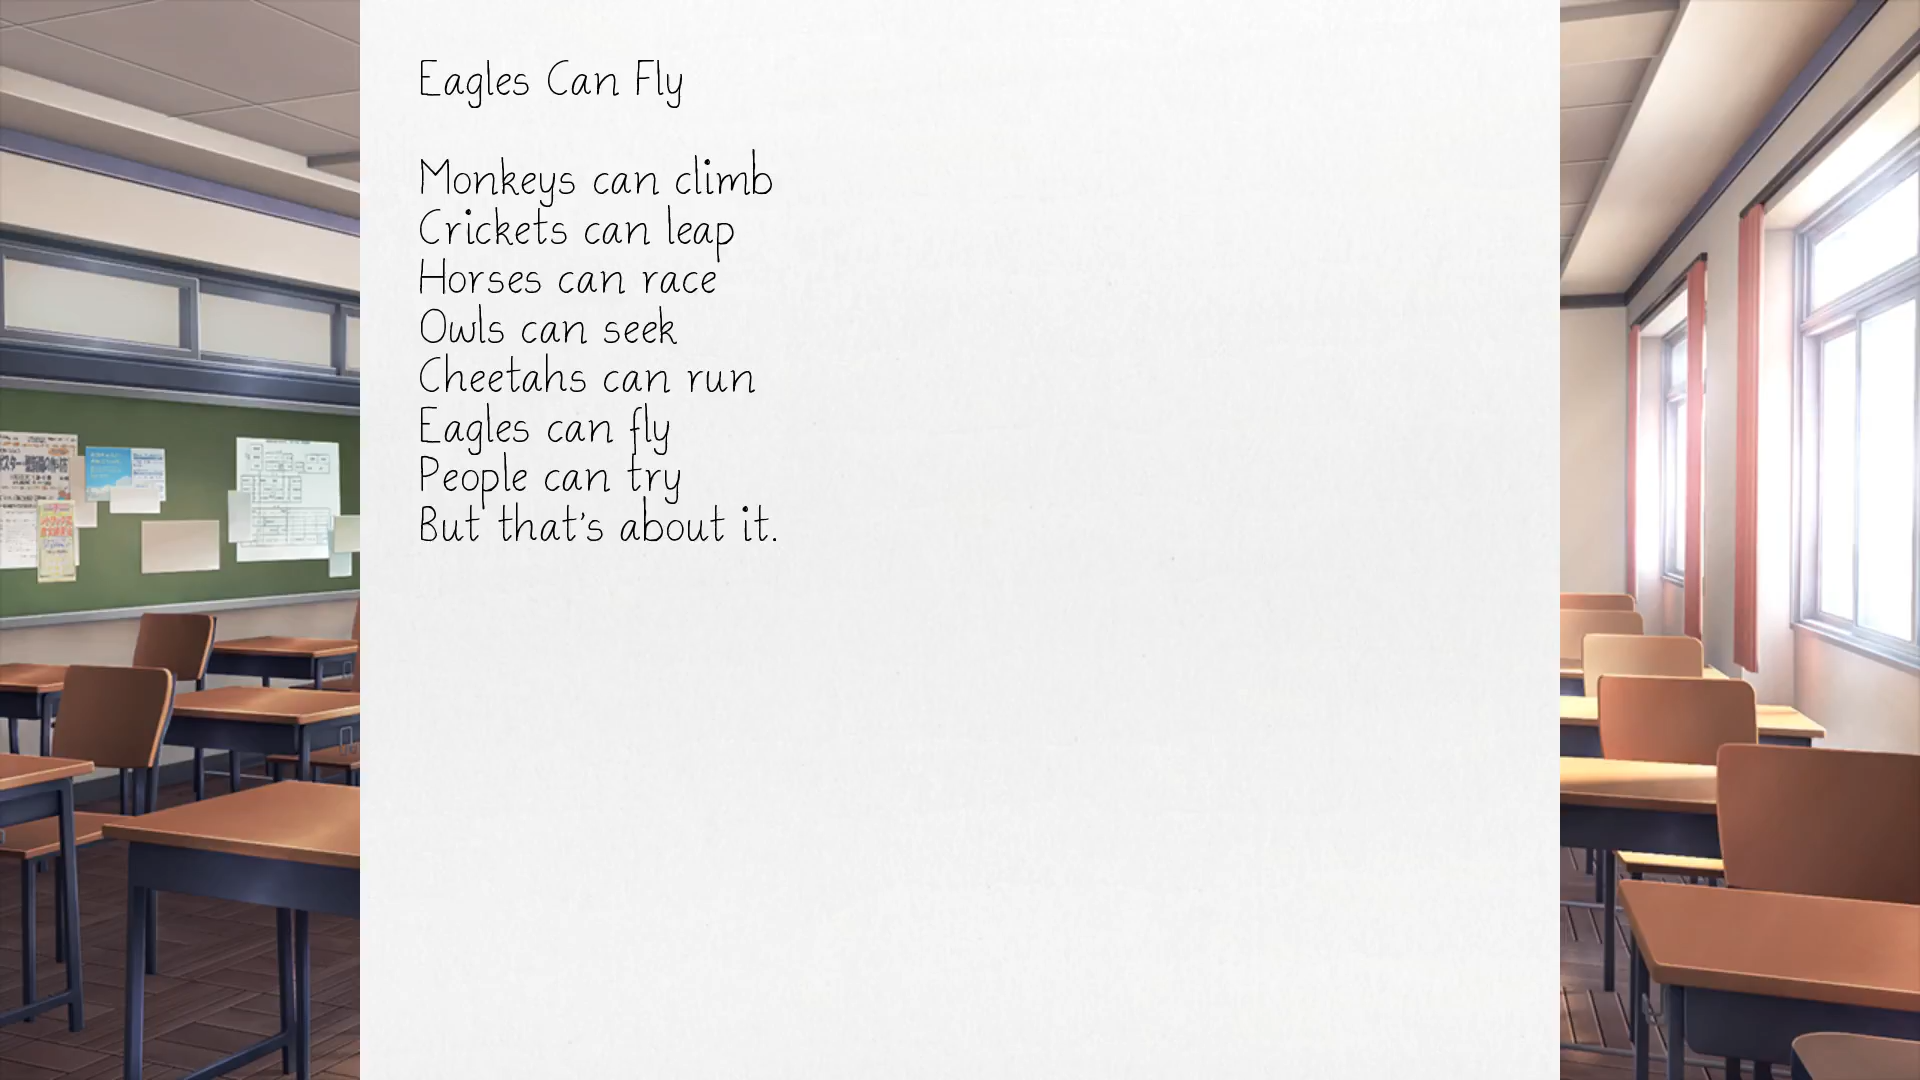 Eagles Can Fly
Monkeys can climb
Crickets can leap
Horses can race
Owls can seek
Cheetahs can run
Eagles can fly
People can try
But that's about it.